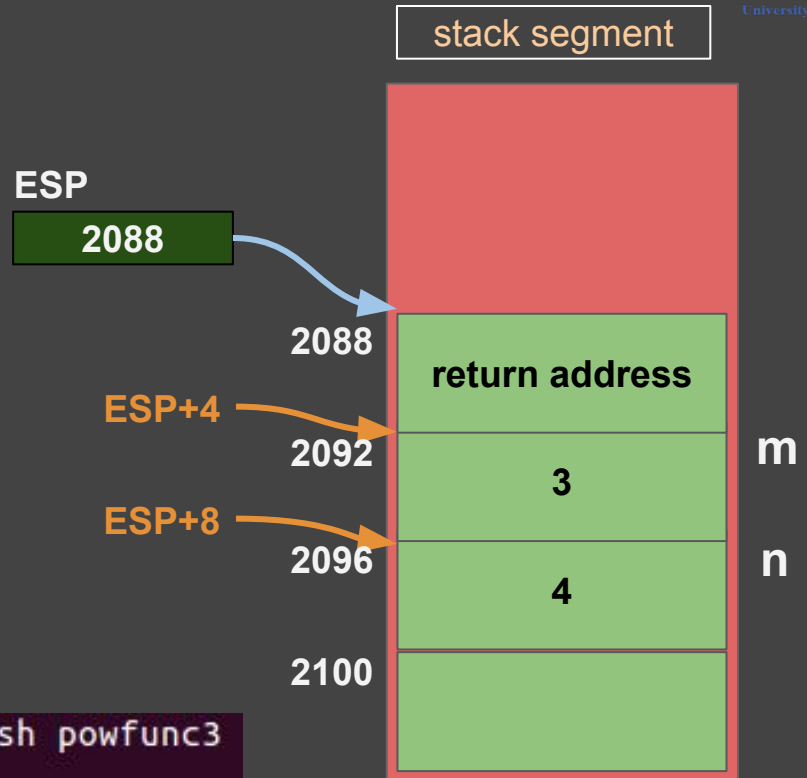 University
stack segment
ESP
2088
2088
return address
ESP+4
2092
3
m
ESP+8
2096
4
n
2100
sh powfunc3